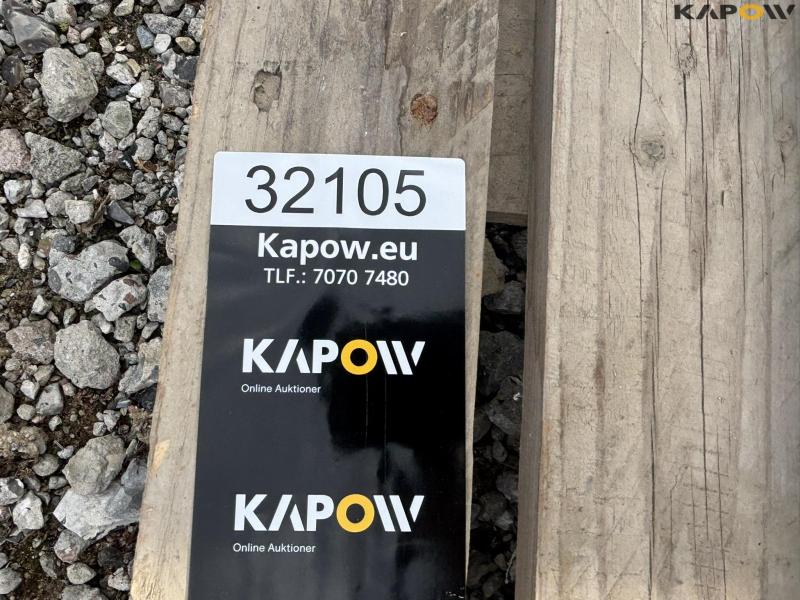 KAPOW
32105
Kapow.eu
TLF.: 7070 7480
KAPOW
Online Auktioner
KAPOW
Online Auktioner